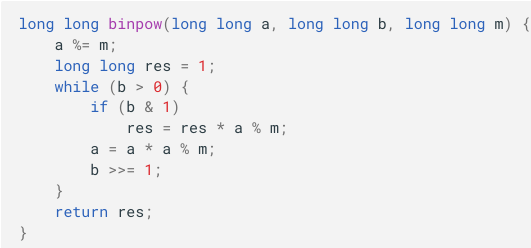 long long binpow(long long a, long long b, long long m) {
    a %= m;
    long long res = 1;
    while (b > 0) {
        if (b & 1)
            res = res * a % m;
        a = a * a % m;
        b >>= 1;
    }
    return res;
}